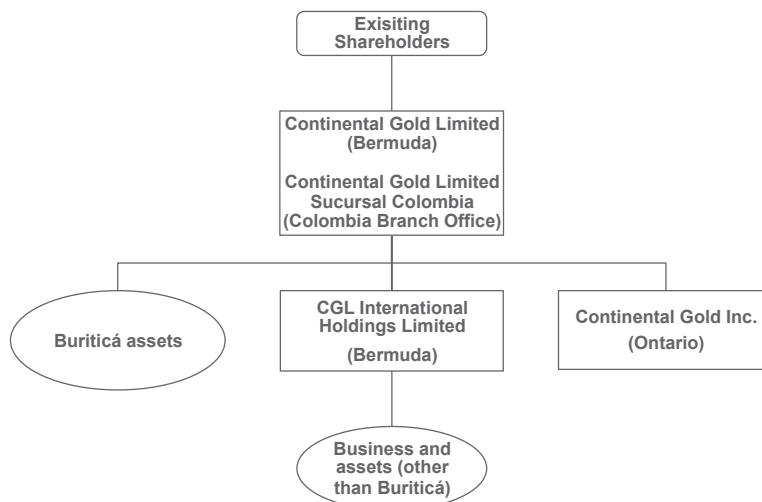 Exisiting
Shareholders
Continental Gold Limited
(Bermuda)
Continental Gold Limited
Sucursal Colombia
(Colombia Branch Office)
Buriticá assets
CGL International
Holdings Limited
(Bermuda)
Continental Gold Inc.
(Ontario)
Business and
assets (other
than Buriticá)